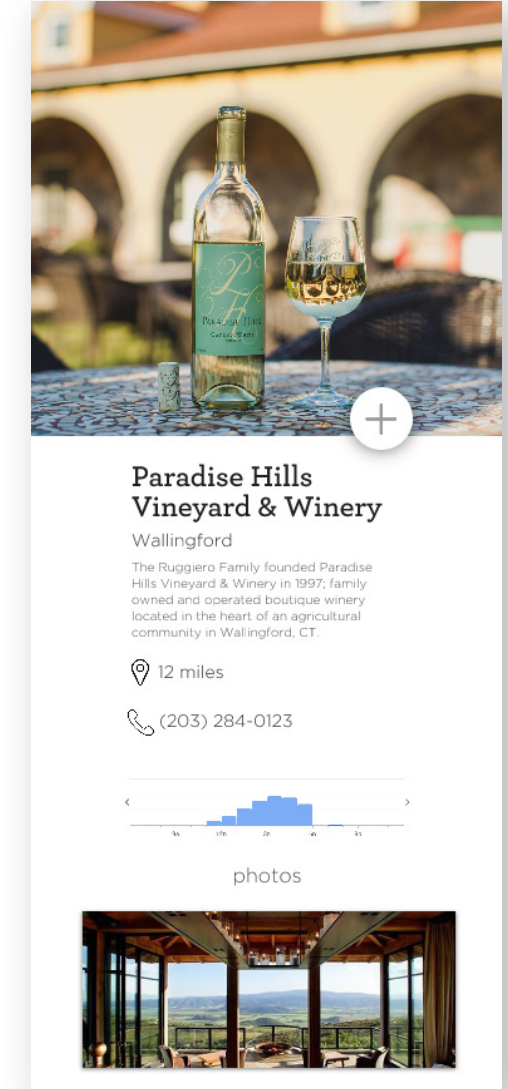 PARADISE HILLS
Paradise Hills
Vineyard & Winery
Wallingford
The Ruggiero Family founded Paradise
Hills Vineyard & Winery in 1997; family
owned and operated boutique winery
located in the heart of an agricultural
community in Wallingford, CT.
12 miles
(203) 284-0123
photos